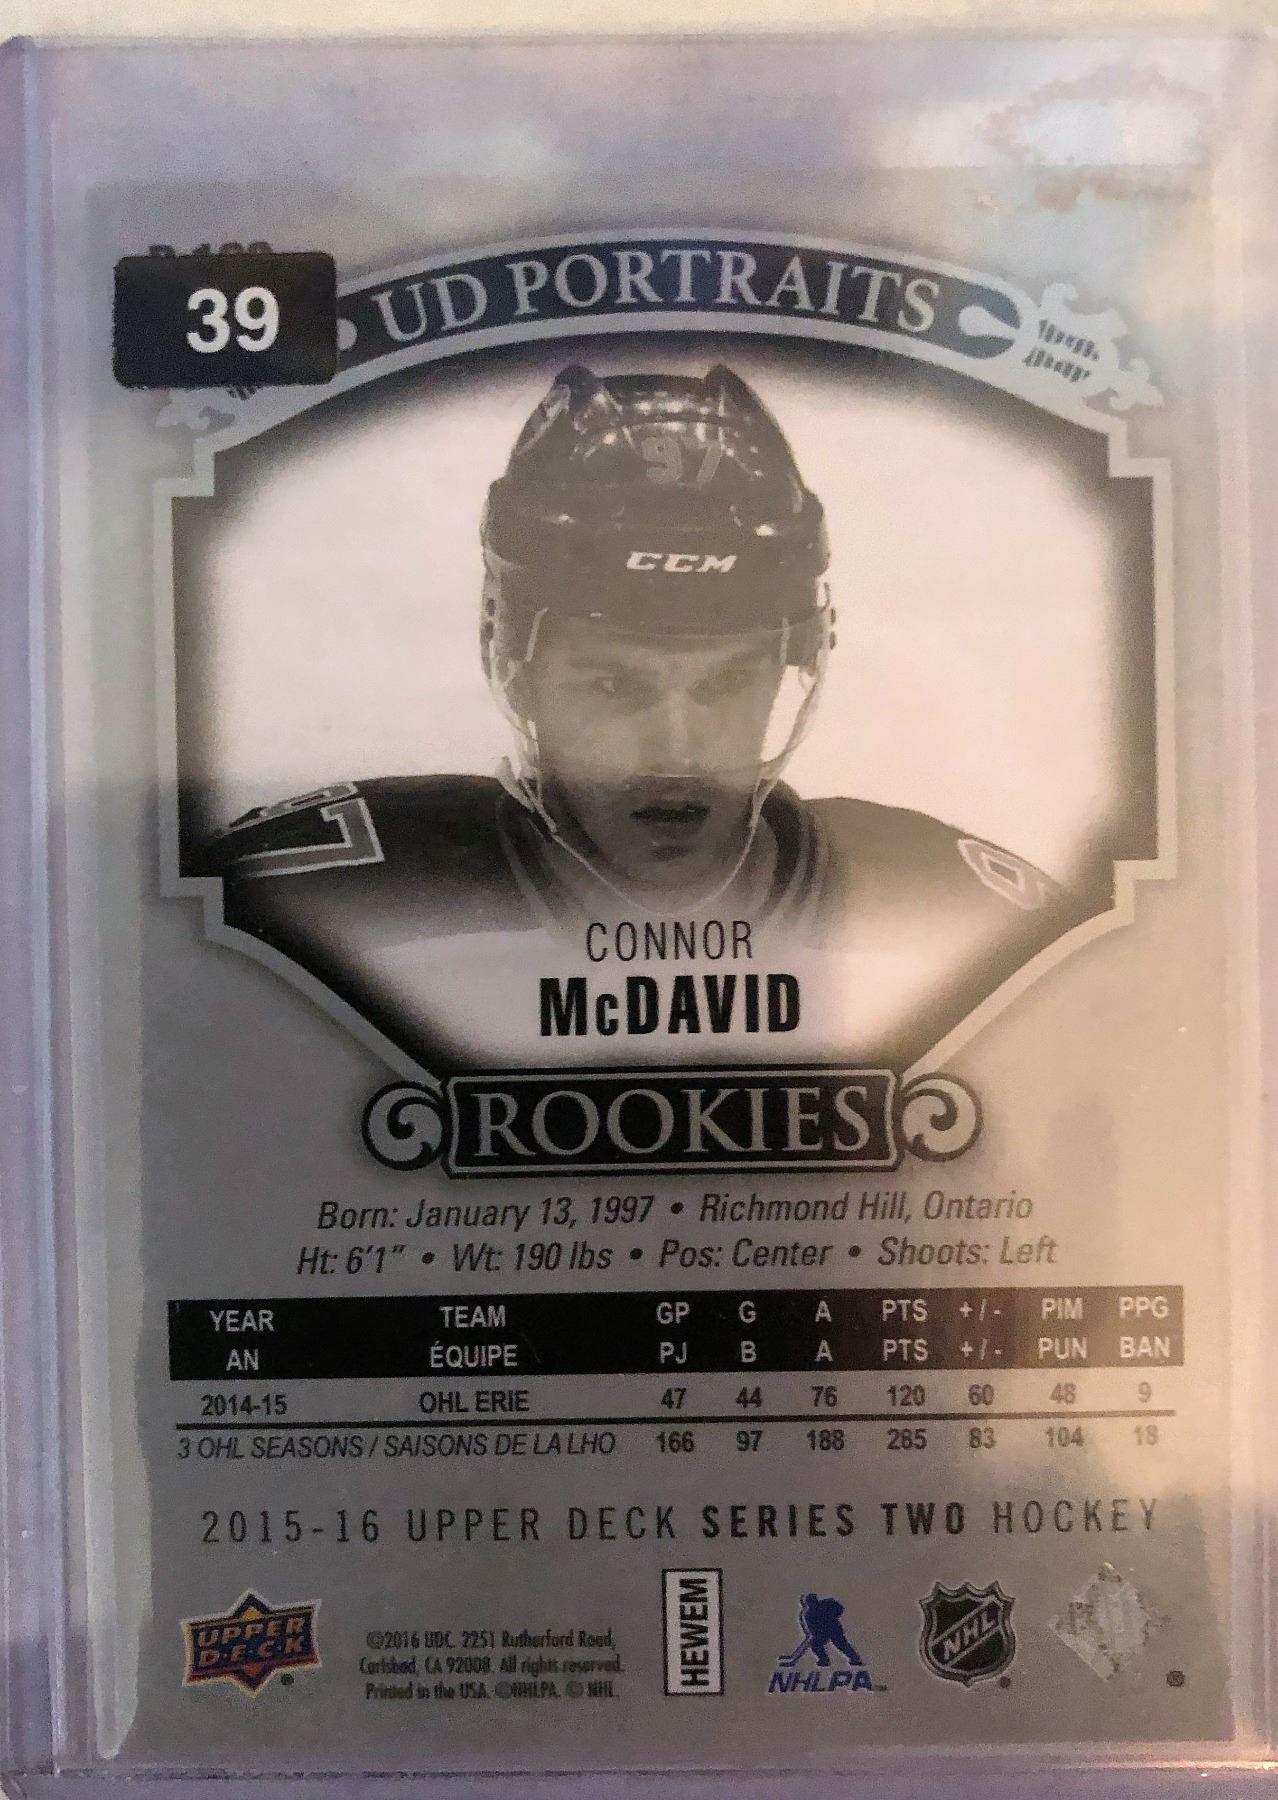 39
UD PORTRAITS
97
CCM
CONNOR
McDAVID
ROOKIES
Born: January 13, 1997 • Richmond Hill, Ontario
Ht: 6'1" • Wt: 190 lbs • Pos: Center • Shoots: Left
YEAR TEAM GP G A PTS +/- PIM PPG
AN ÉQUIPE PJ B A PTS +/- PUN BAN
2014-15 OHL ERIE 47 44 76 120 60 48 9
3 OHL SEASONS / SAISONS DE LA LHO 166 97 188 285 83 104 18
2015-16 UPPER DECK SERIES TWO HOCKEY
UPPER DECK
©2016 UDC. 2251 Rutherford Road,
Carlsbad, CA 92008. All rights reserved.
Printed in the USA. ©NHLPA. © NHL.
HEWEM
NHLPA
NHL